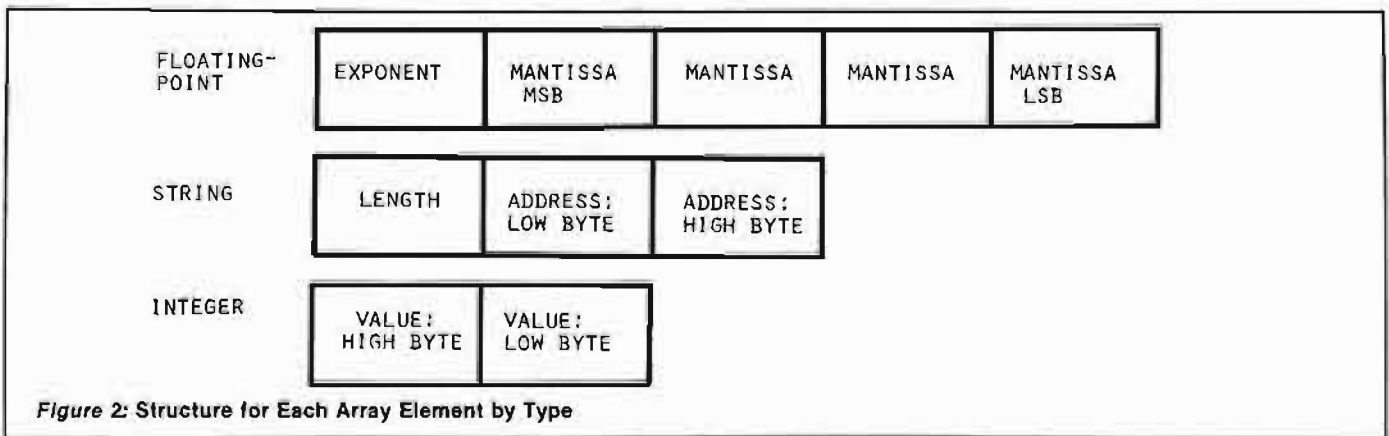 FLOATING-
POINT
EXPONENT
MANTISSA
MSB
MANTISSA
MANTISSA
MANTISSA
LSB
STRING
LENGTH
ADDRESS:
LOW BYTE
ADDRESS:
HIGH BYTE
INTEGER
VALUE:
HIGH BYTE
VALUE:
LOW BYTE
Figure 2: Structure for Each Array Element by Type